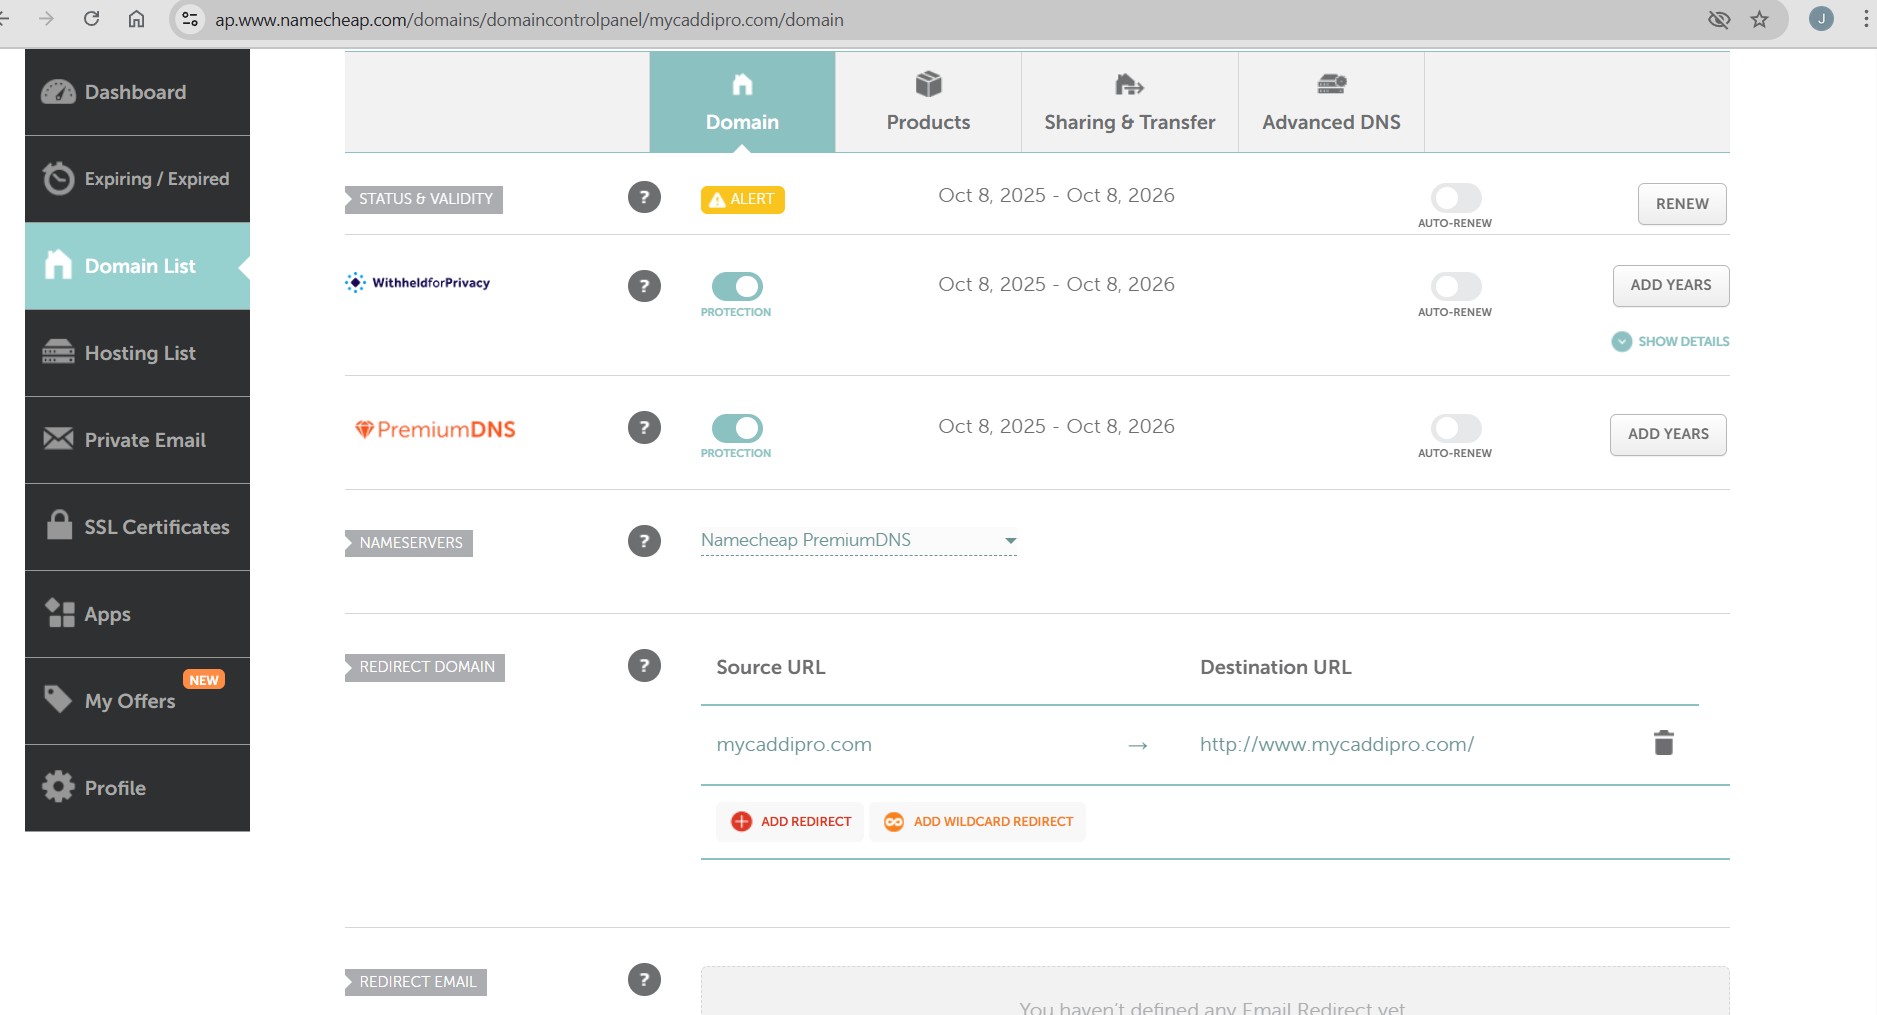 ap.www.namecheap.com/domains/domaincontrolpanel/mycaddipro.com/domain
J
Dashboard
Expiring / Expired
Domain List
Hosting List
Private Email
SSL Certificates
Apps
NEW
My Offers
Profile
Domain
Products
Sharing & Transfer
Advanced DNS
STATUS & VALIDITY
?
ALERT
Oct 8, 2025 - Oct 8, 2026
AUTO-RENEW
RENEW
WithheldforPrivacy
?
PROTECTION
Oct 8, 2025 - Oct 8, 2026
AUTO-RENEW
ADD YEARS
SHOW DETAILS
PremiumDNS
?
PROTECTION
Oct 8, 2025 - Oct 8, 2026
AUTO-RENEW
ADD YEARS
NAMESERVERS
?
Namecheap PremiumDNS
REDIRECT DOMAIN
?
Source URL
Destination URL
mycaddipro.com
→
http://www.mycaddipro.com/
ADD REDIRECT
ADD WILDCARD REDIRECT
REDIRECT EMAIL
?
You haven't defined any Email Redirect yet